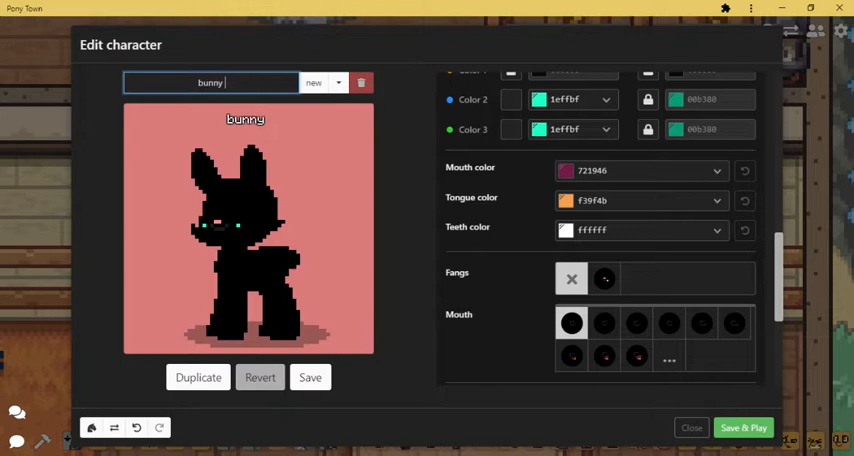 Pony Town
Edit character
bunny
new
bunny
Duplicate
Revert
Save
Color 2
1effbf
00b380
Color 3
1effbf
00b380
Mouth color
721946
Tongue color
f39f4b
Teeth color
ffffff
Fangs
Mouth
...
Close
Save & Play